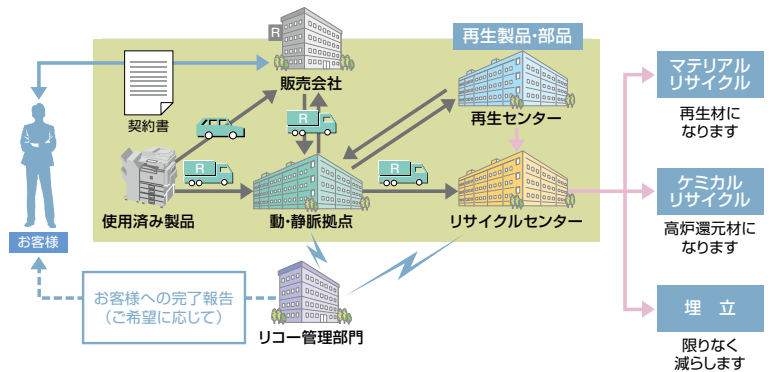 R
再生製品・部品
販売会社
契約書
再生センター
R
R
R
使用済み製品
動・静脈拠点
リサイクルセンター
お客様
お客様への完了報告
（ご希望に応じて）
リコー管理部門
マテリアル
リサイクル
再生材に
なります
ケミカル
リサイクル
高炉還元材に
なります
埋 立
限りなく
減らします